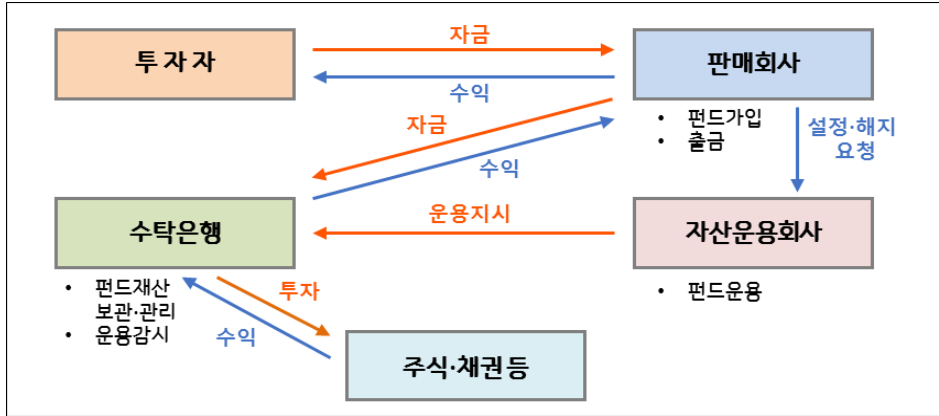 투 자 자
자금
수익
판매회사
• 펀드가입
• 출금
설정·해지
요청
자금
수익
수탁은행
운용지시
자산운용회사
• 펀드재산
보관·관리
• 운용감시
• 펀드운용
투자
수익
주식·채권 등